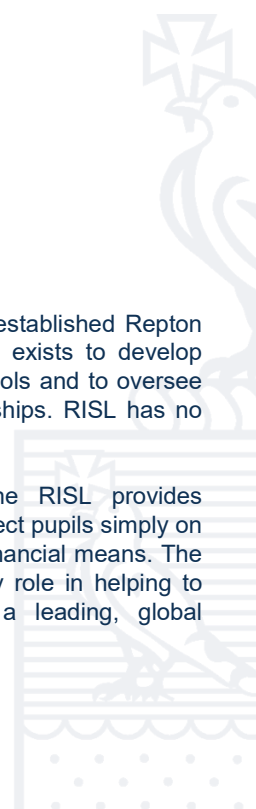 established Repton
exists to develop
ols and to oversee
ships. RISL has no
ne RISL provides
ect pupils simply on
nancial means. The
y role in helping to
a leading, global